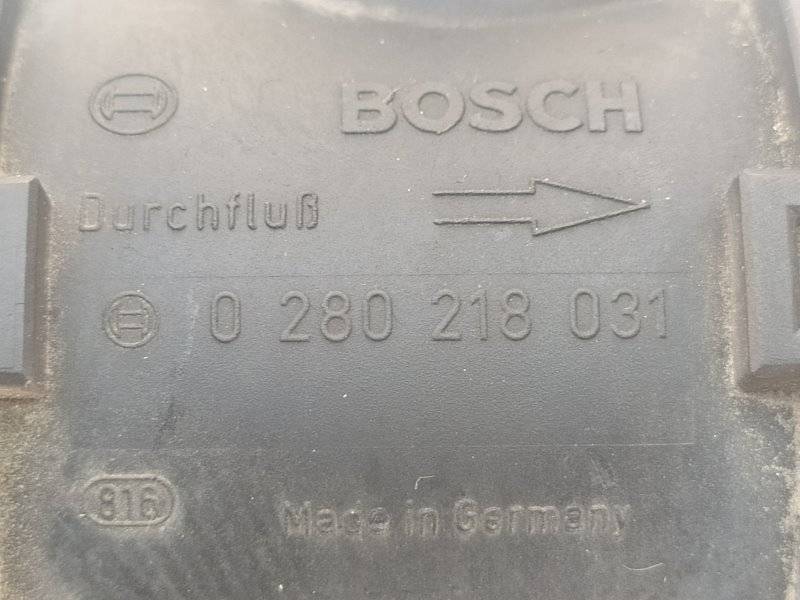 BOSCH
Durchfluß
0 280 218 031
816
Made in Germany